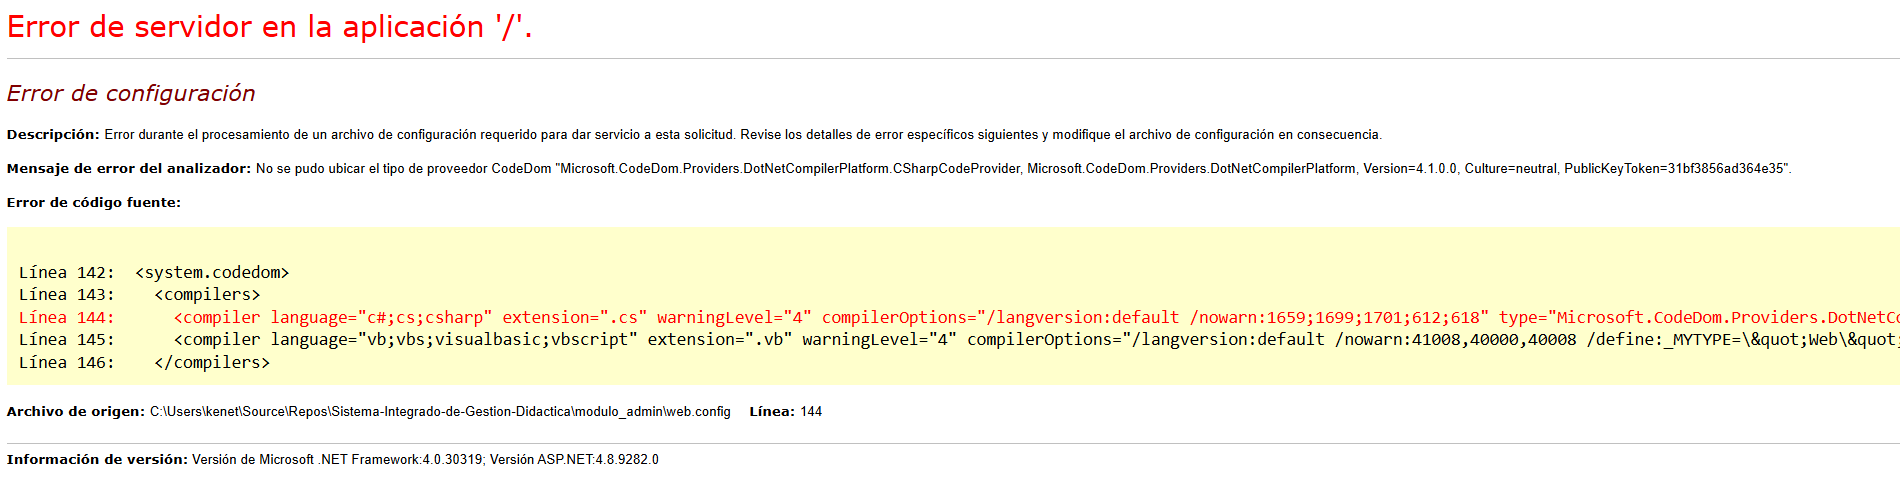 Error de servidor en la aplicación '/'.
Error de configuración
Descripción: Error durante el procesamiento de un archivo de configuración requerido para dar servicio a esta solicitud. Revise los detalles de error específicos siguientes y modifique el archivo de configuración en consecuencia.
Mensaje de error del analizador: No se pudo ubicar el tipo de proveedor CodeDom "Microsoft.CodeDom.Providers.DotNetCompilerPlatform.CSharpCodeProvider, Microsoft.CodeDom.Providers.DotNetCompilerPlatform, Version=4.1.0.0, Culture=neutral, PublicKeyToken=31bf3856ad364e35".
Error de código fuente:
Línea 142:  <system.codedom>
Línea 143:    <compilers>
Línea 144:      <compiler language="c#;cs;csharp" extension=".cs" warningLevel="4" compilerOptions="/langversion:default /nowarn:1659;1699;1701;612;618" type="Microsoft.CodeDom.Providers.DotNetCo
Línea 145:      <compiler language="vb;vbs;visualbasic;vbscript" extension=".vb" warningLevel="4" compilerOptions="/langversion:default /nowarn:41008,40000,40008 /define:_MYTYPE=\&quot;Web\&quot;
Línea 146:    </compilers>
Archivo de origen: C:\Users\kenet\Source\Repos\Sistema-Integrado-de-Gestion-Didactica\modulo_admin\web.config    Línea: 144
Información de versión: Versión de Microsoft .NET Framework:4.0.30319; Versión ASP.NET:4.8.9282.0